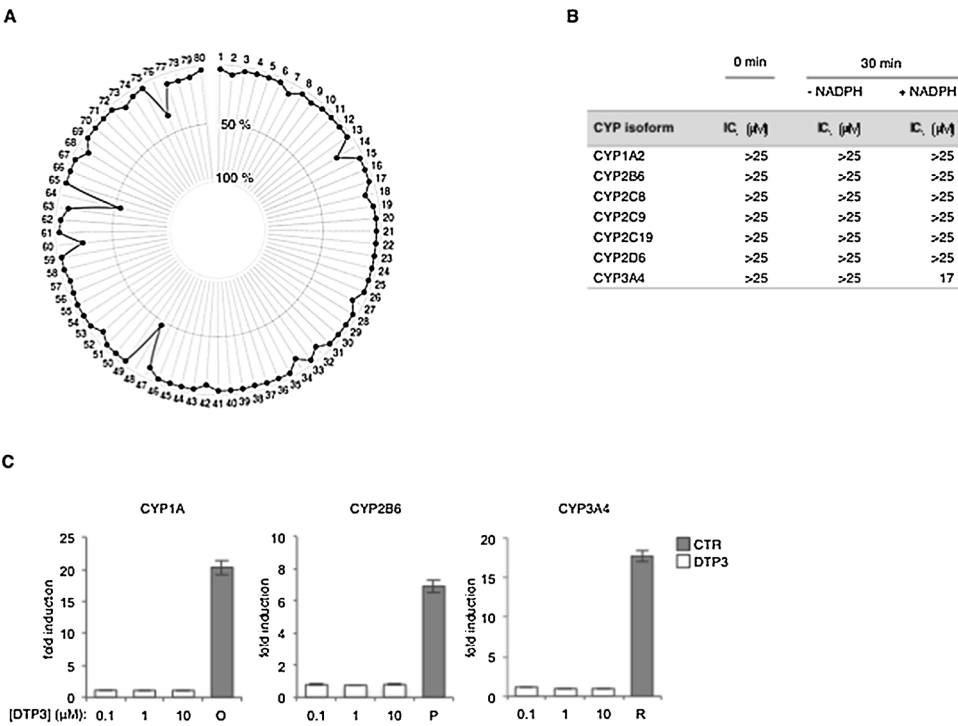 A
1 2 3 4 5 6 7 8 9 10 11 12 13 14 15 16 17 18 19 20 21 22 23 24 25 26 27 28 29 30 31 32 33 34 35 36 37 38 39 40 41 42 43 44 45 46 47 48 49 50 51 52 53 54 55 56 57 58 59 60 61 62 63 64 65 66 67 68 69 70 71 72 73 74 75 76 77 78 79 80
50 %
100 %
B
0 min 30 min
- NADPH + NADPH
CYP isoform IC. (µM) IC. (µM) IC. (µM)
CYP1A2 >25 >25 >25
CYP2B6 >25 >25 >25
CYP2C8 >25 >25 >25
CYP2C9 >25 >25 >25
CYP2C19 >25 >25 >25
CYP2D6 >25 >25 >25
CYP3A4 >25 >25 17
C
CYP1A
fold induction
25
20
15
10
5
0
[DTP3] (µM): 0.1 1 10 O
CYP2B6
fold induction
8
6
4
2
0
0.1 1 10 P
CYP3A4
fold induction
20
15
10
5
0
0.1 1 10 R
CTR
DTP3